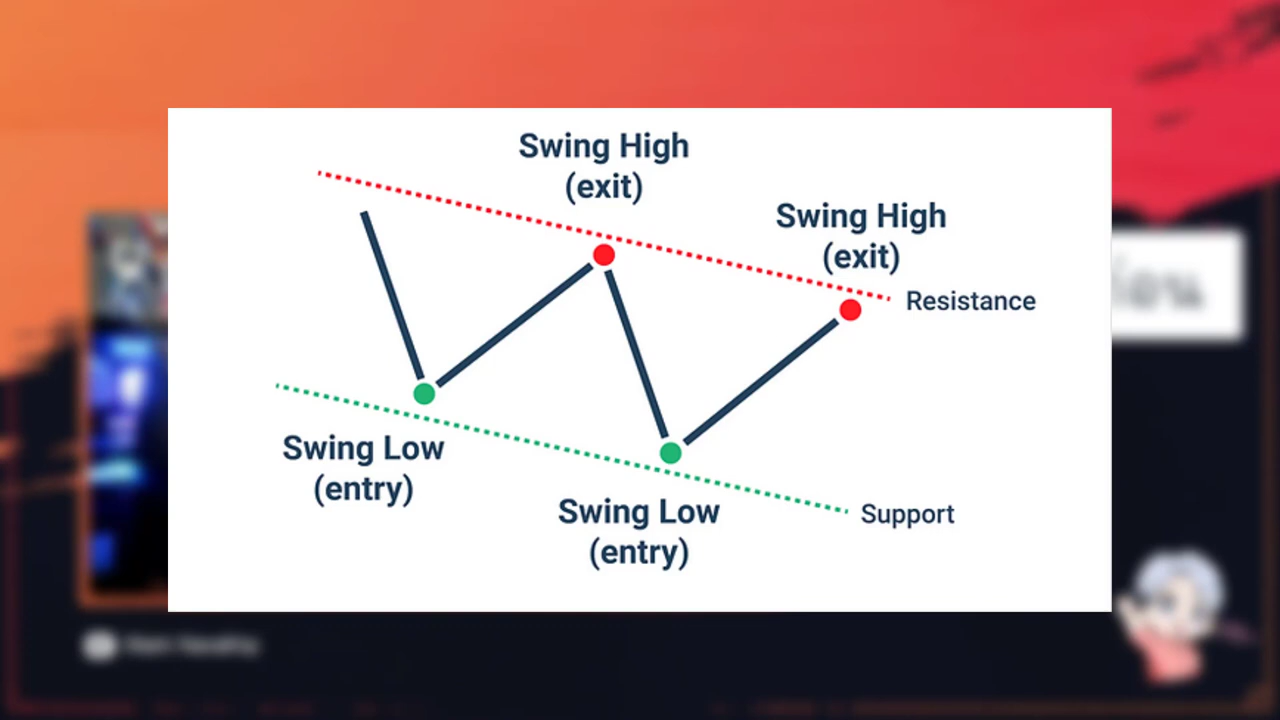 Swing High
(exit)
Swing High
(exit)
Resistance
Swing Low
(entry)
Swing Low
(entry)
Support